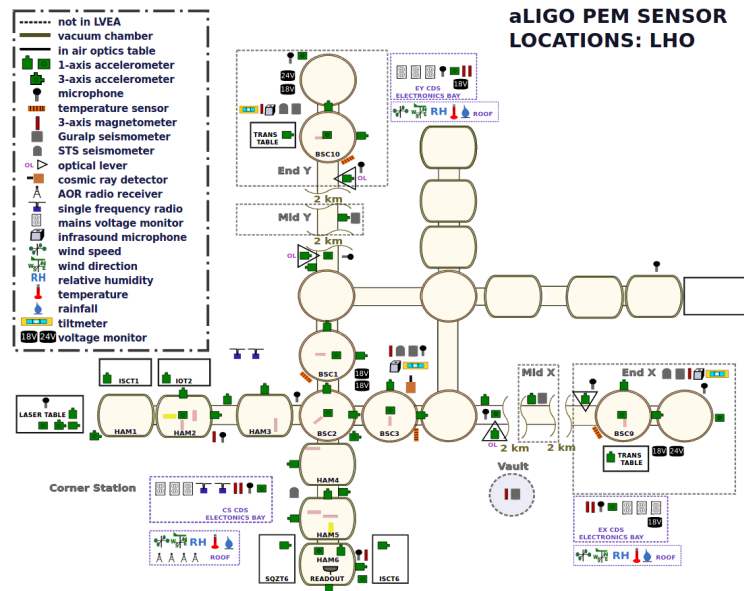 aLIGO PEM SENSOR
LOCATIONS: LHO
not in LVEA
vacuum chamber
in air optics table
1-axis accelerometer
3-axis accelerometer
microphone
temperature sensor
3-axis magnetometer
Guralp seismometer
STS seismometer
OL optical lever
cosmic ray detector
AOR radio receiver
single frequency radio
mains voltage monitor
infrasound microphone
wind speed
wind direction
RH relative humidity
temperature
rainfall
tiltmeter
18V 24V voltage monitor
24V
18V
TRANS
TABLE
BSC10
End Y
OL
2 km
Mid Y
2 km
OL
18V
EY CDS
ELECTRONICS BAY
RH
ROOF
BSC1
18V
18V
ISCT1
IOT2
LASER TABLE
HAM1
HAM2
HAM3
BSC2
BSC3
OL
2 km
Mid X
2 km
End X
BSC9
TRANS
TABLE
18V
24V
Vault
HAM4
HAM5
HAM6
READOUT
SQZT6
ISCT6
Corner Station
CS CDS
ELECTRONICS BAY
RH
ROOF
EX CDS
ELECTRONICS BAY
18V
RH
ROOF